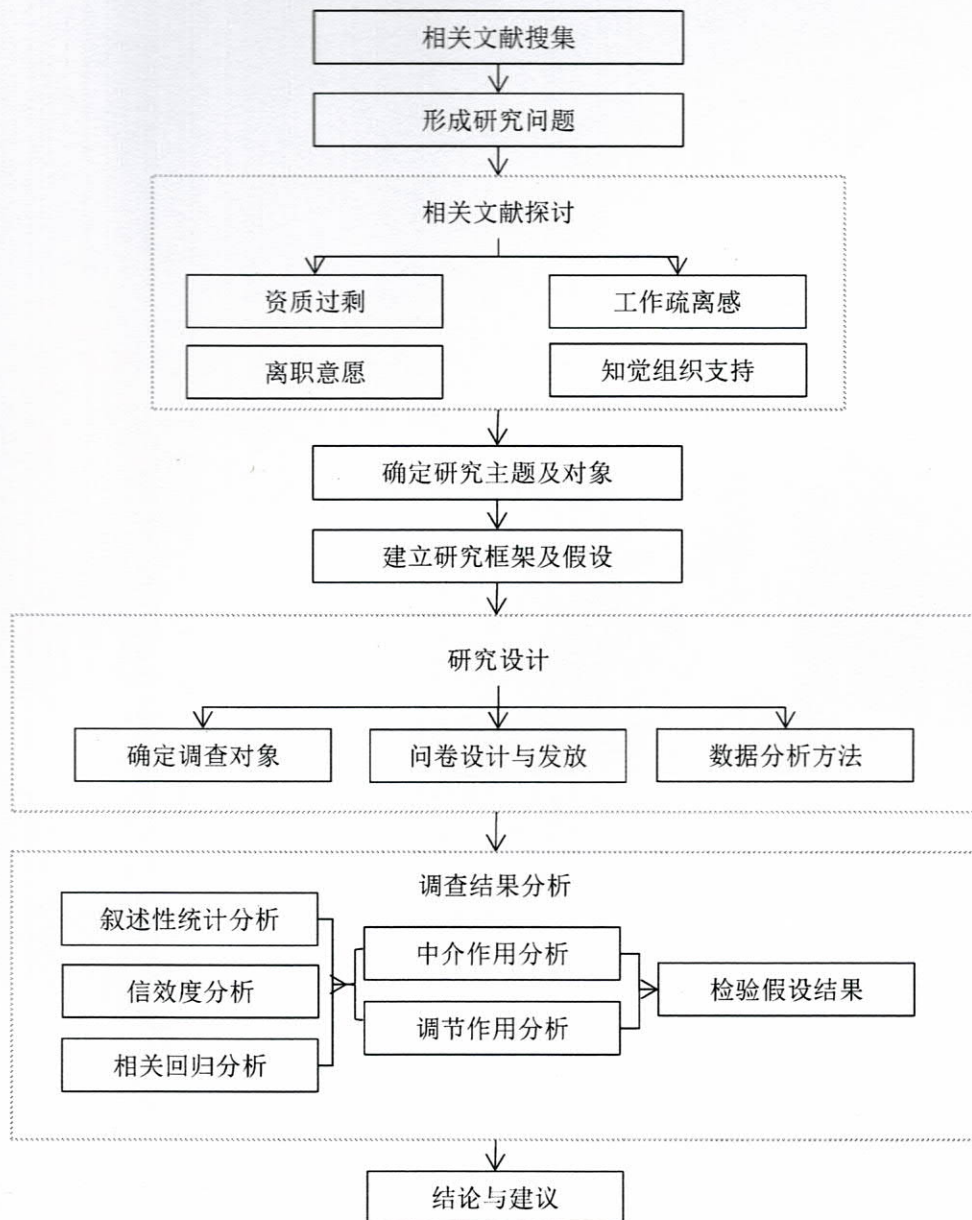 相关文献搜集
形成研究问题
相关文献探讨
资质过剩
工作疏离感
离职意愿
知觉组织支持
确定研究主题及对象
建立研究框架及假设
研究设计
确定调查对象
问卷设计与发放
数据分析方法
调查结果分析
叙述性统计分析
中介作用分析
信效度分析
检验假设结果
调节作用分析
相关回归分析
结论与建议